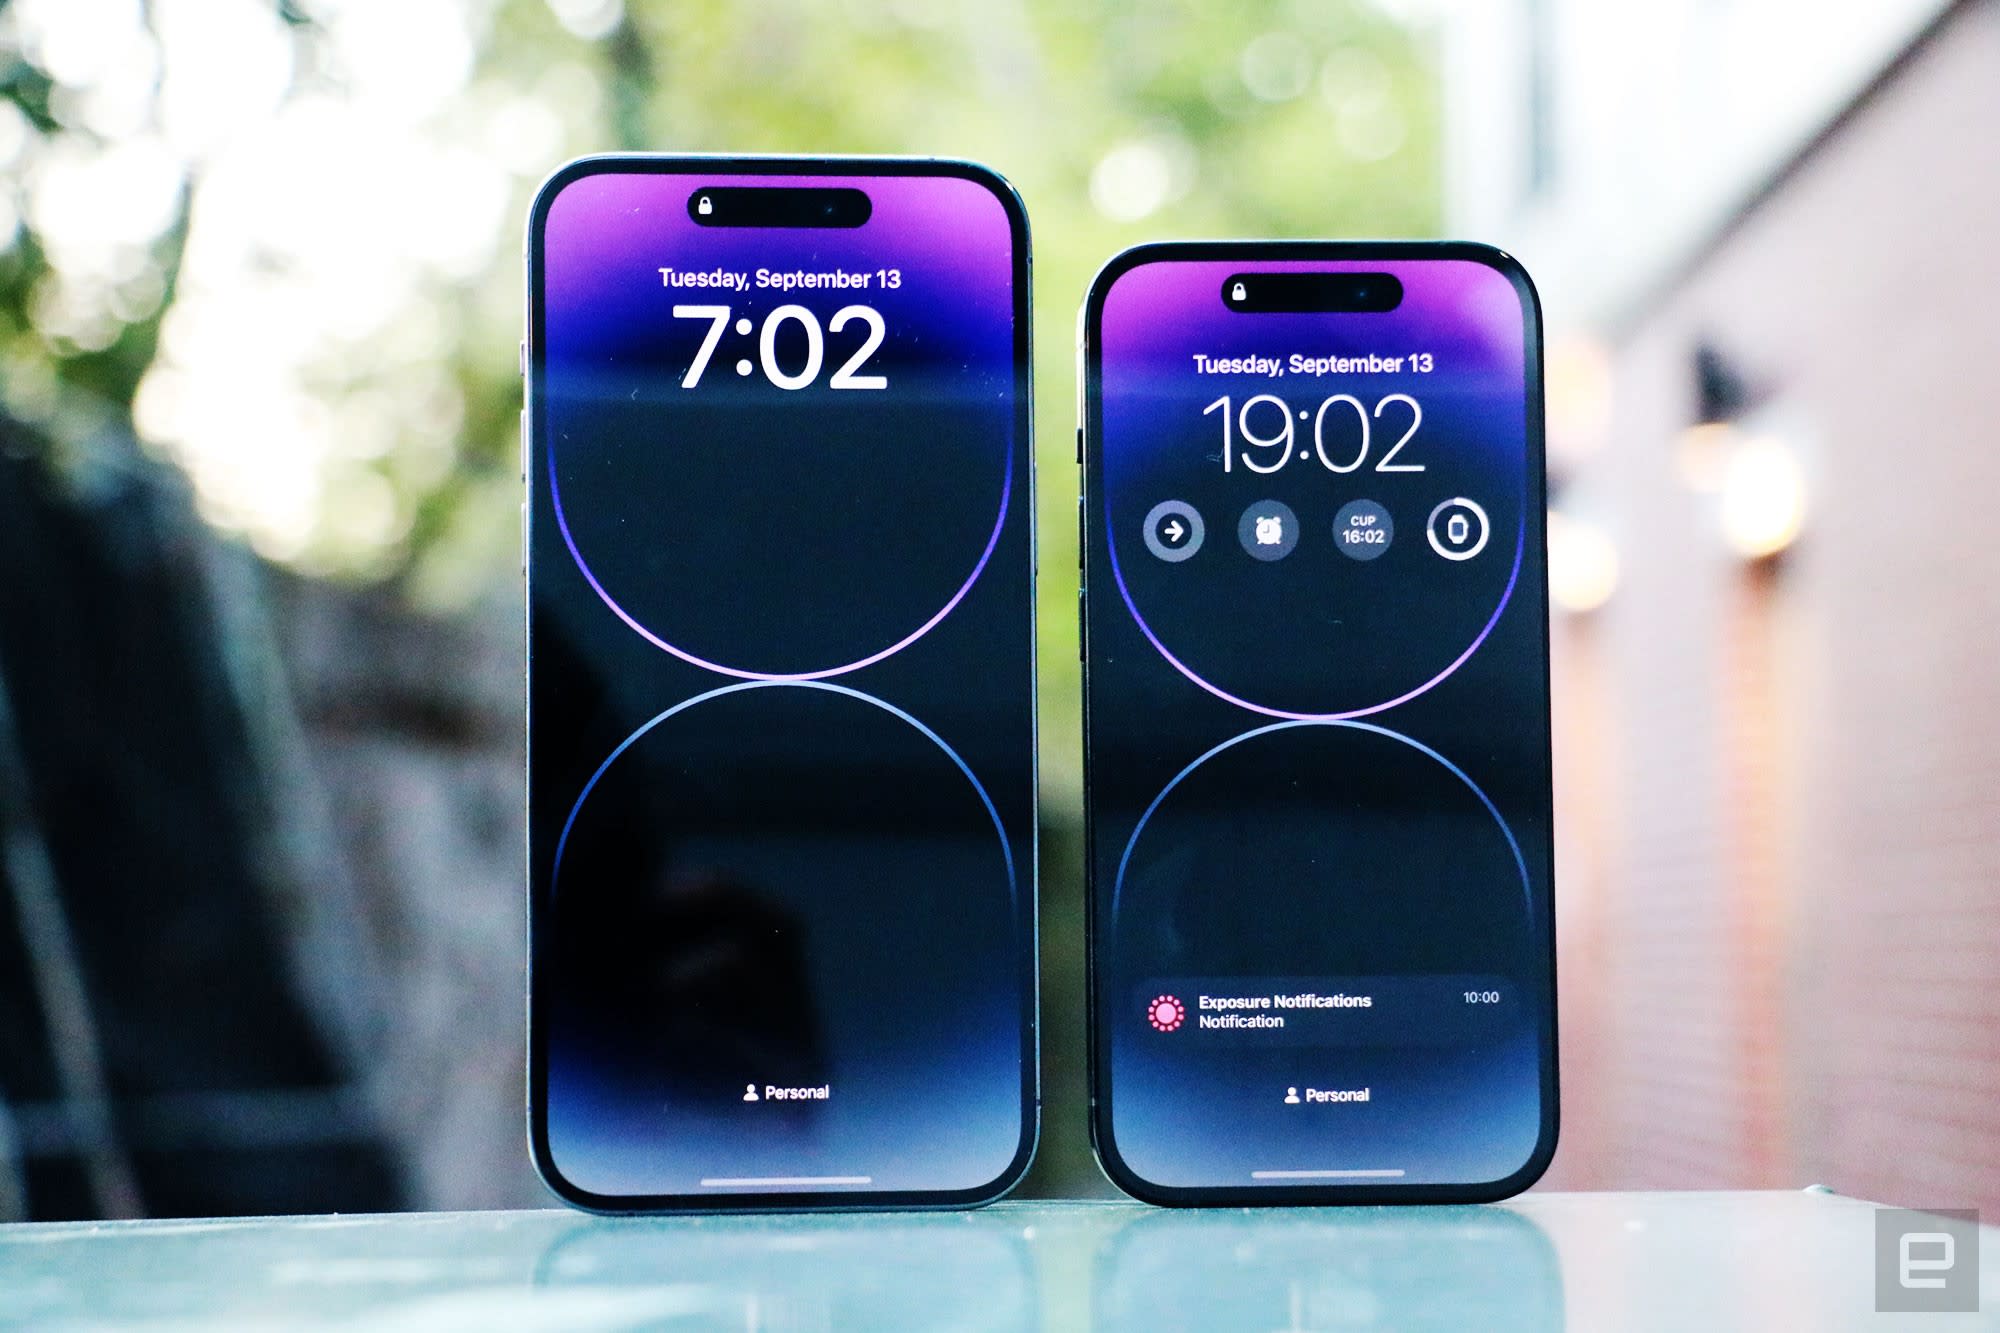 Tuesday, September 13
7:02
Personal
Tuesday, September 13
19:02
CUP
16:02
Exposure Notifications
10:00
Notification
Personal
e